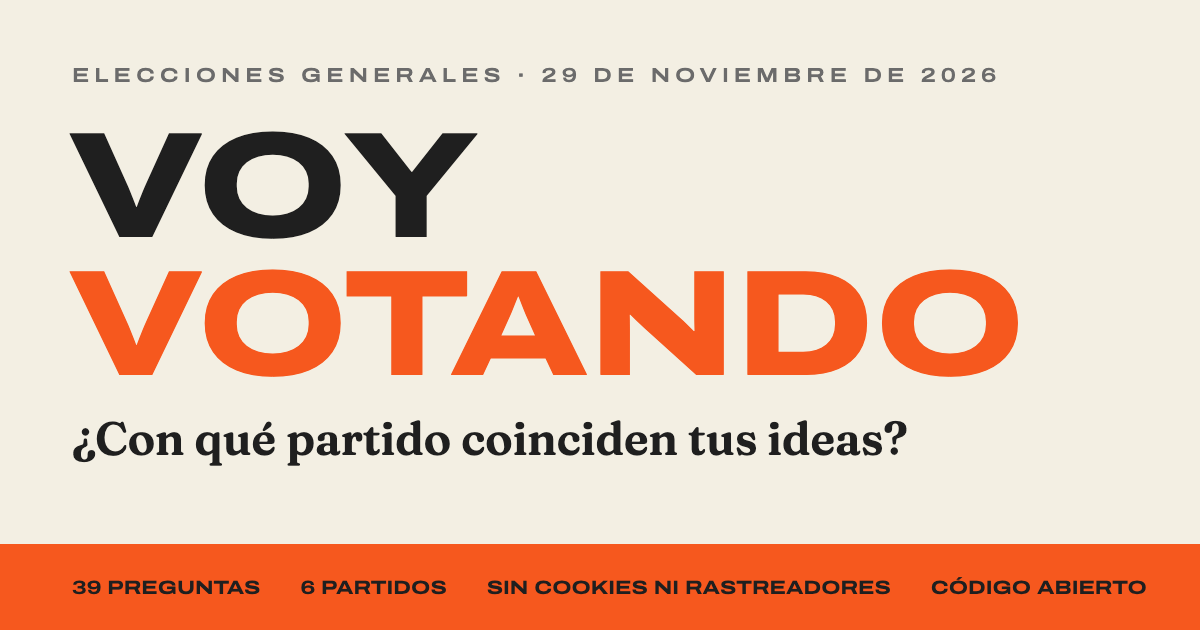 ELECCIONES GENERALES · 29 DE NOVIEMBRE DE 2026
VOY
VOTANDO
¿Con qué partido coinciden tus ideas?
39 PREGUNTAS 6 PARTIDOS SIN COOKIES NI RASTREADORES CÓDIGO ABIERTO